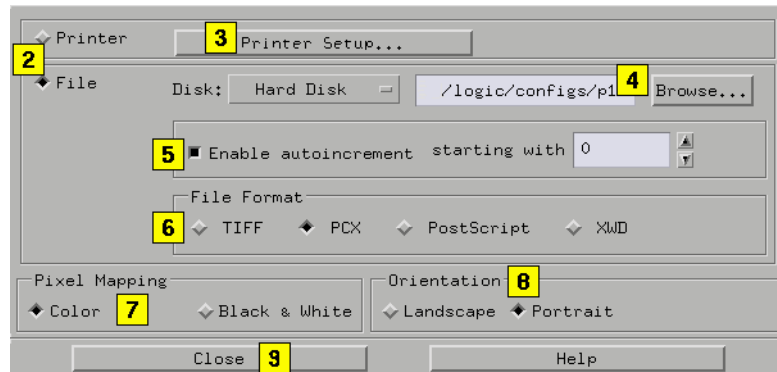 Printer
3
Printer Setup...
2
File
Disk:
Hard Disk
/logic/configs/p1
4
Browse...
5
Enable autoincrement
starting with
0
File Format
6
TIFF
PCX
PostScript
XWD
Pixel Mapping
Color
7
Black & White
Orientation
8
Landscape
Portrait
Close
9
Help